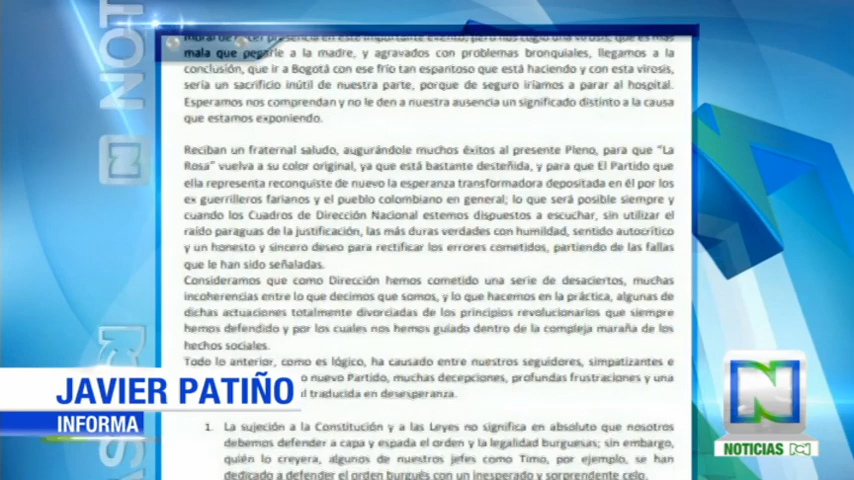 moral de hacer presencia en este importante evento, pero nos cogió una virosis, que es más
mala que pegarle a la madre, y agravados con problemas bronquiales, llegamos a la
conclusión, que ir a Bogotá con ese frío tan espantoso que está haciendo y con esta virosis,
sería un sacrificio inútil de nuestra parte, porque de seguro iríamos a parar al hospital.
Esperamos nos comprendan y no le den a nuestra ausencia un significado distinto a la causa
que estamos exponiendo.
Reciban un fraternal saludo, augurándole muchos éxitos al presente Pleno, para que “La
Rosa” vuelva a su color original, ya que está bastante desteñida, y para que El Partido que
ella representa reconquiste de nuevo la esperanza transformadora depositada en él por los
ex guerrilleros farianos y el pueblo colombiano en general; lo que será posible siempre y
cuando los Cuadros de Dirección Nacional estemos dispuestos a escuchar, sin utilizar el
raído paraguas de la justificación, las más duras verdades con humildad, sentido autocrítico
y un honesto y sincero deseo para rectificar los errores cometidos, partiendo de las fallas
que le han sido señaladas.
Consideramos que como Dirección hemos cometido una serie de desaciertos, muchas
incoherencias entre lo que decimos que somos, y lo que hacemos en la práctica, algunas de
dichas actuaciones totalmente divorciadas de los principios revolucionarios que siempre
hemos defendido y por los cuales nos hemos guiado dentro de la compleja maraña de los
hechos sociales.
Todo lo anterior, como es lógico, ha causado entre nuestros seguidores, simpatizantes e
o nuevo Partido, muchas decepciones, profundas frustraciones y una
l traducida en desesperanza.
1. La sujeción a la Constitución y a las Leyes no significa en absoluto que nosotros
debemos defender a capa y espada el orden y la legalidad burguesas; sin embargo,
quién lo creyera, algunos de nuestros jefes como Timo, por ejemplo, se han
dedicado a defender el orden burgués con un inesperado y sorprendente celo.
JAVIER PATIÑO
INFORMA
N
NOTICIAS RCN
NOT
N
AS